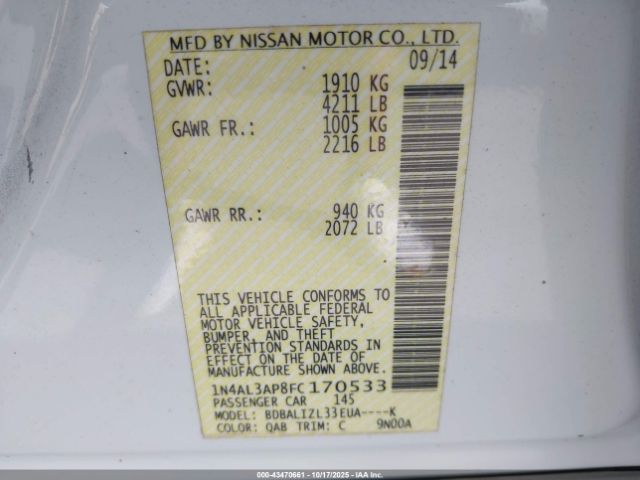 MFD BY NISSAN MOTOR CO., LTD.
DATE: 09/14
GVWR: 1910 KG
4211 LB
GAWR FR.: 1005 KG
2216 LB
GAWR RR.: 940 KG
2072 LB
THIS VEHICLE CONFORMS TO
ALL APPLICABLE FEDERAL
MOTOR VEHICLE SAFETY,
BUMPER, AND THEFT
PREVENTION STANDARDS IN
EFFECT ON THE DATE OF
MANUFACTURE SHOWN ABOVE.
1N4AL3AP8FC170533
PASSENGER CAR 145
MODEL: BDBALIZL33EUA----K
COLOR: QAB TRIM: C 9N00A
000-43470661 - 10/17/2025 - IAAI.COM